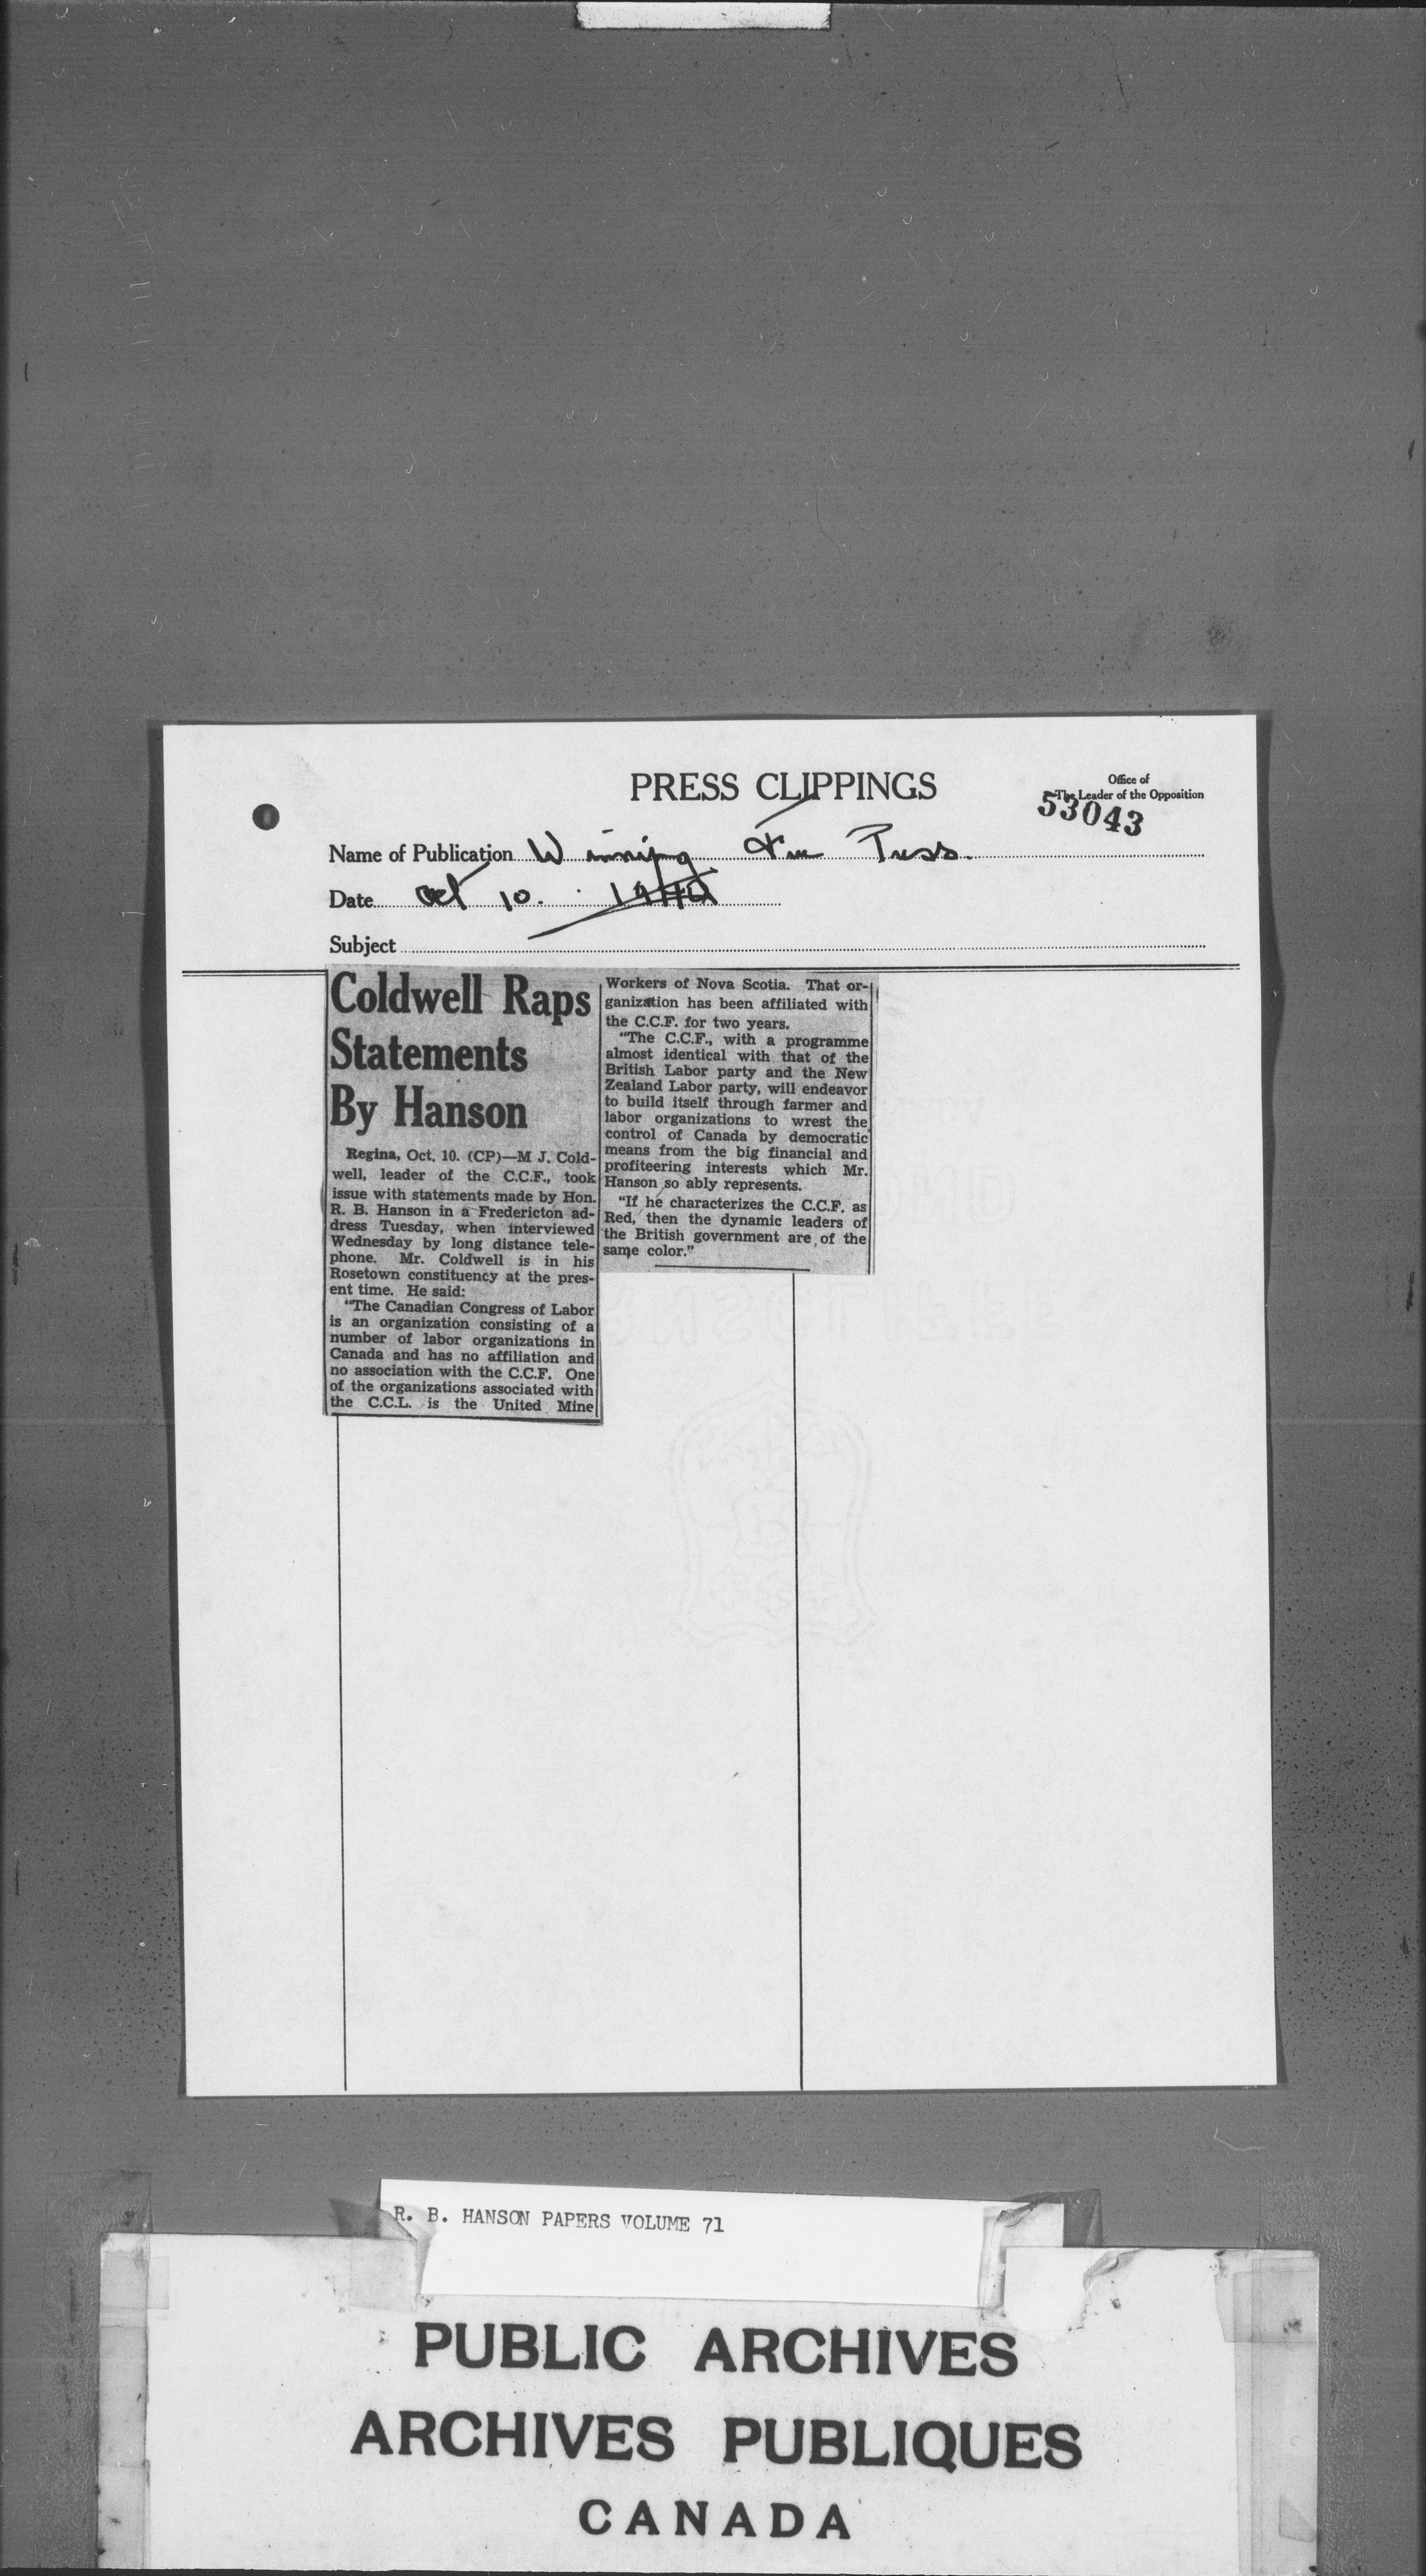 PRESS CLIPPINGS
Office of
The Leader of the Opposition
53043
Name of Publication Winnipeg Free Press.
Date Oct 10. 1940
Subject
Coldwell Raps
Statements
By Hanson
Regina, Oct. 10. (CP)—M J. Cold-
well, leader of the C.C.F., took
issue with statements made by Hon.
R. B. Hanson in a Fredericton ad-
dress Tuesday, when interviewed
Wednesday by long distance tele-
phone. Mr. Coldwell is in his
Rosetown constituency at the pres-
ent time. He said:
"The Canadian Congress of Labor
is an organization consisting of a
number of labor organizations in
Canada and has no affiliation and
no association with the C.C.F. One
of the organizations associated with
the C.C.L. is the United Mine
Workers of Nova Scotia. That or-
ganization has been affiliated with
the C.C.F. for two years.
"The C.C.F., with a programme
almost identical with that of the
British Labor party and the New
Zealand Labor party, will endeavor
to build itself through farmer and
labor organizations to wrest the
control of Canada by democratic
means from the big financial and
profiteering interests which Mr.
Hanson so ably represents.
"If he characterizes the C.C.F. as
Red, then the dynamic leaders of
the British government are of the
same color."
R. B. HANSON PAPERS VOLUME 71
PUBLIC ARCHIVES
ARCHIVES PUBLIQUES
CANADA